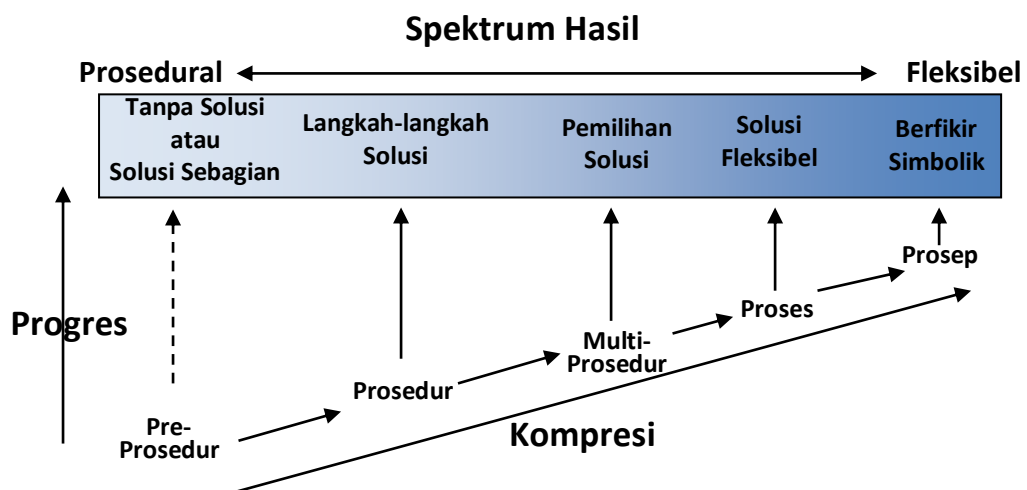 Spektrum Hasil
Prosedural
Fleksibel
Tanpa Solusi
atau
Solusi Sebagian
Langkah-langkah
Solusi
Pemilihan
Solusi
Solusi
Fleksibel
Berfikir
Simbolik
Progres
Pre-
Prosedur
Prosedur
Multi-
Prosedur
Proses
Prosep
Kompresi